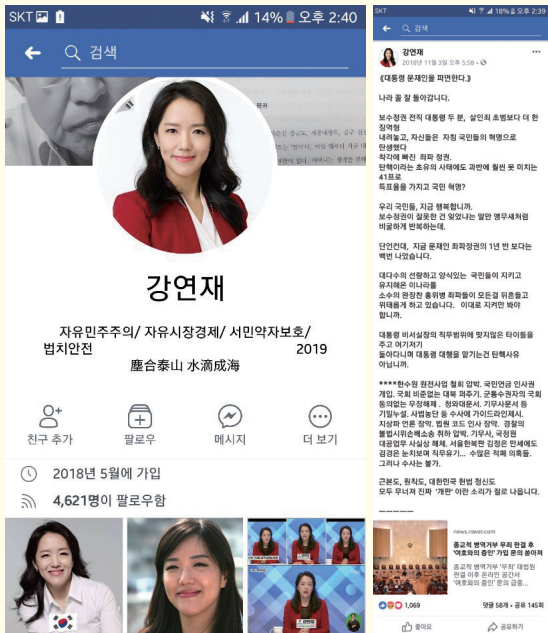 SKT 14% 오후 2:40
검색
강연재
자유민주주의/ 자유시장경제/ 서민약자보호/
법치안전 2019
塵合泰山 水滴成海
친구 추가
팔로우
메시지
더 보기
2018년 5월에 가입
4,621명이 팔로우함
SKT 18% 오후 2:39
검색
강연재
2018년 11월 3일 오후 5:58
《대통령 문재인을 파면한다.》
나라 꼴 잘 돌아갑니다.
보수정권 전직 대통령 두 분, 살인죄 초범보다 더 한
징역형
내려놓고, 자신들은 자칭 국민들의 혁명으로
탄생했다
착각에 빠진 좌파 정권.
탄핵이라는 초유의 사태에도 과반에 훨씬 못 미치는
41프로
득표율을 가지고 국민 혁명?
우리 국민들, 지금 행복합니까.
보수정권이 잘못한 건 잊었냐는 말만 앵무새처럼
비굴하게 반복하는데.
단언컨대, 지금 문재인 좌파정권의 1년 반 보다는
백번 나았습니다.
대다수의 선량하고 양식있는 국민들이 지키고
유지해온 이나라를
소수의 완장찬 홍위병 좌파들이 모든걸 뒤흔들고
위태롭게 하고 있습니다. 이대로 지켜만 봐야
합니까.
대통령 비서실장의 직무범위에 맞지않은 타이틀을
주고 여기저기
돌아다니며 대통령 대행을 맡기는건 탄핵사유
아닙니까.
****한수원 원전사업 철회 압박. 국민연금 인사권
개입. 국회 비준없는 대북 퍼주기. 군통수권자의 국회
동의없는 무장해제 . 청와대문서. 기무사문서 등
기밀누설. 사법농단 등 수사에 가이드라인제시.
지상파 언론 장악. 법원 코드 인사 장악. 경찰의
불법시위손배소송 취하 압박, 기무사, 국정원
대공업무 사실상 해체. 서울한복판 김정은 만세에도
검경은 눈치보며 직무유기... 수많은 적폐 의혹들.
그러나 수사는 불가.
근본도, 원칙도, 대한민국 헌법 정신도
모두 무너져 진짜 '개판' 이란 소리가 절로 나옵니다.
—————
news.naver.com
종교적 병역거부 무죄 판결 후
'여호와의 증인' 가입 문의 쏟아져
종교적 병역거부 '무죄' 대법원
판결 이후 온라인 공간서
'여호와의 증인' 문의 급증...
1,069 댓글 58개 • 공유 145회
좋아요
공유하기